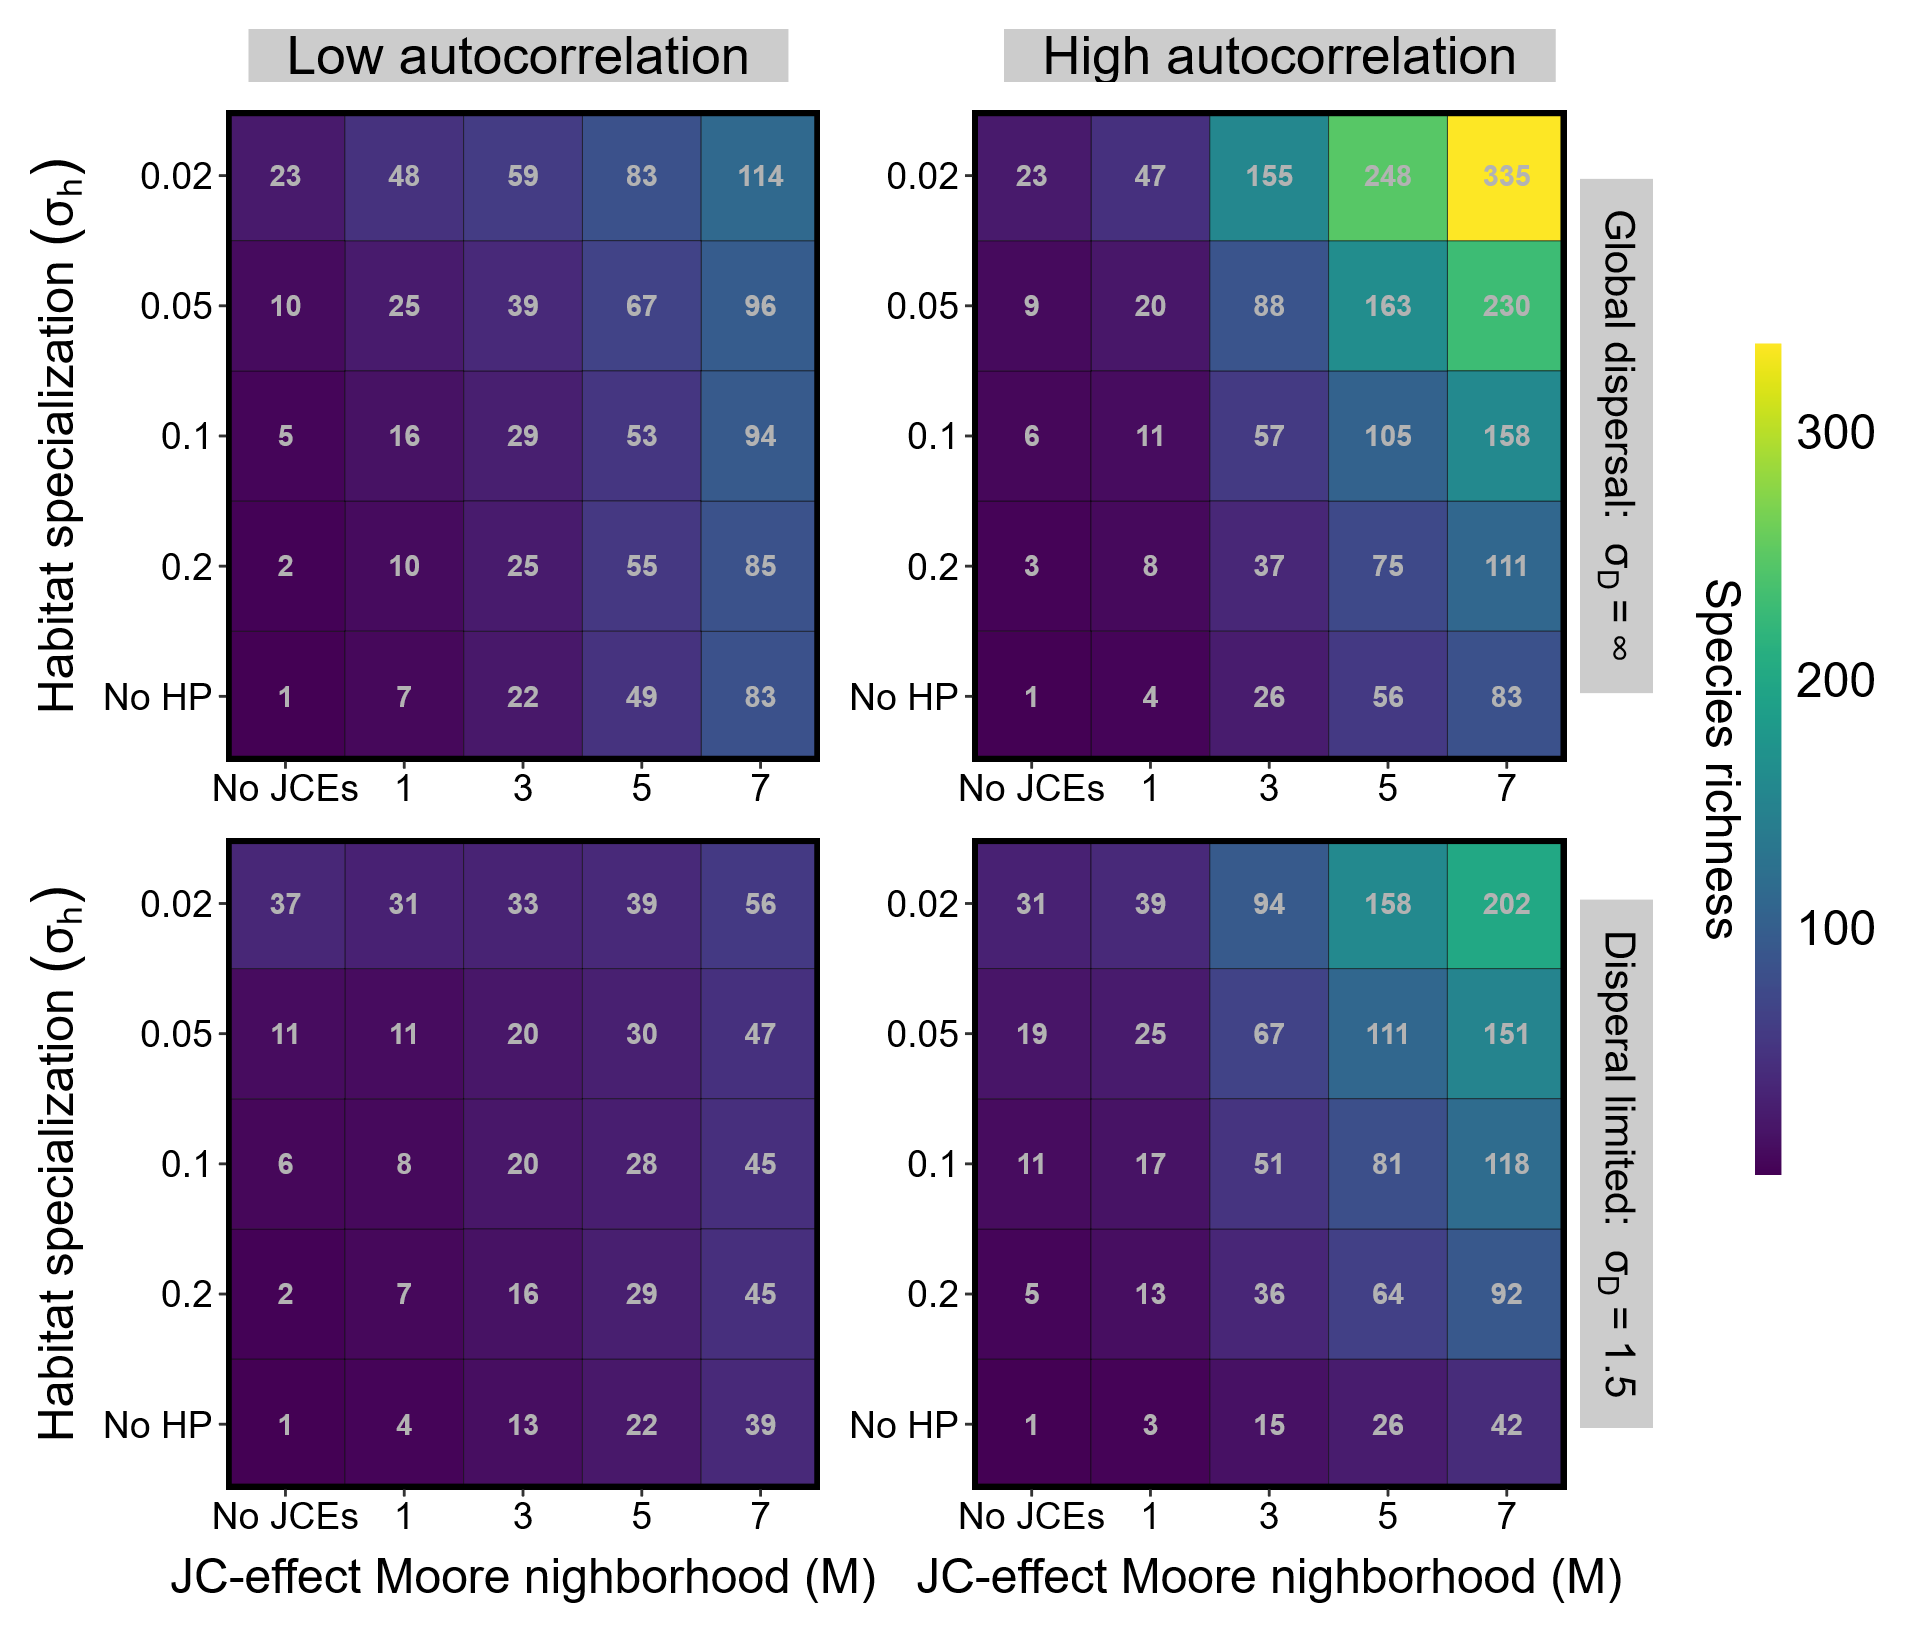 Low autocorrelation
High autocorrelation
Habitat specialization (σh)
0.02 23 48 59 83 114
0.05 10 25 39 67 96
0.1 5 16 29 53 94
0.2 2 10 25 55 85
No HP 1 7 22 49 83
No JCEs 1 3 5 7
0.02 23 47 155 248 335
0.05 9 20 88 163 230
0.1 6 11 57 105 158
0.2 3 8 37 75 111
No HP 1 4 26 56 83
No JCEs 1 3 5 7
Global dispersal: σD = ∞
Habitat specialization (σh)
0.02 37 31 33 39 56
0.05 11 11 20 30 47
0.1 6 8 20 28 45
0.2 2 7 16 29 45
No HP 1 4 13 22 39
No JCEs 1 3 5 7
JC-effect Moore nighborhood (M)
0.02 31 39 94 158 202
0.05 19 25 67 111 151
0.1 11 17 51 81 118
0.2 5 13 36 64 92
No HP 1 3 15 26 42
No JCEs 1 3 5 7
JC-effect Moore nighborhood (M)
Disperal limited: σD = 1.5
Species richness
300
200
100